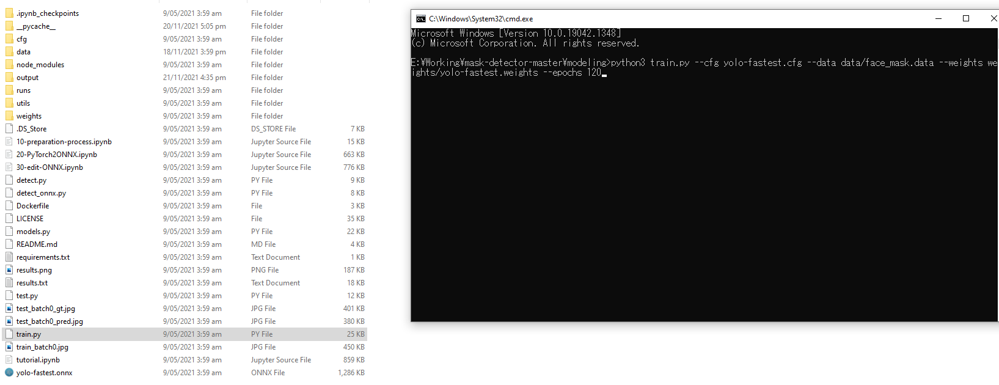 .ipynb_checkpoints 9/05/2021 3:59 am File folder
__pycache__ 20/11/2021 5:05 pm File folder
cfg 9/05/2021 3:59 am File folder
data 18/11/2021 3:59 pm File folder
node_modules 9/05/2021 3:59 am File folder
output 21/11/2021 4:35 pm File folder
runs 9/05/2021 3:59 am File folder
utils 9/05/2021 3:59 am File folder
weights 9/05/2021 3:59 am File folder
.DS_Store 9/05/2021 3:59 am DS_STORE File 7 KB
10-preparation-process.ipynb 9/05/2021 3:59 am Jupyter Source File 15 KB
20-PyTorch2ONNX.ipynb 9/05/2021 3:59 am Jupyter Source File 663 KB
30-edit-ONNX.ipynb 9/05/2021 3:59 am Jupyter Source File 776 KB
detect.py 9/05/2021 3:59 am PY File 9 KB
detect_onnx.py 9/05/2021 3:59 am PY File 8 KB
Dockerfile 9/05/2021 3:59 am File 3 KB
LICENSE 9/05/2021 3:59 am File 35 KB
models.py 9/05/2021 3:59 am PY File 22 KB
README.md 9/05/2021 3:59 am MD File 4 KB
requirements.txt 9/05/2021 3:59 am Text Document 1 KB
results.png 9/05/2021 3:59 am PNG File 187 KB
results.txt 9/05/2021 3:59 am Text Document 18 KB
test.py 9/05/2021 3:59 am PY File 12 KB
test_batch0_gt.jpg 9/05/2021 3:59 am JPG File 401 KB
test_batch0_pred.jpg 9/05/2021 3:59 am JPG File 380 KB
train.py 9/05/2021 3:59 am PY File 25 KB
train_batch0.jpg 9/05/2021 3:59 am JPG File 450 KB
tutorial.ipynb 9/05/2021 3:59 am Jupyter Source File 859 KB
yolo-fastest.onnx 9/05/2021 3:59 am ONNX File 1,286 KB
C:\Windows\System32\cmd.exe
Microsoft Windows [Version 10.0.19042.1348]
(c) Microsoft Corporation. All rights reserved.
E:¥Working¥mask-detector-master¥modeling>python3 train.py --cfg yolo-fastest.cfg --data data/face_mask.data --weights we
ights/yolo-fastest.weights --epochs 120